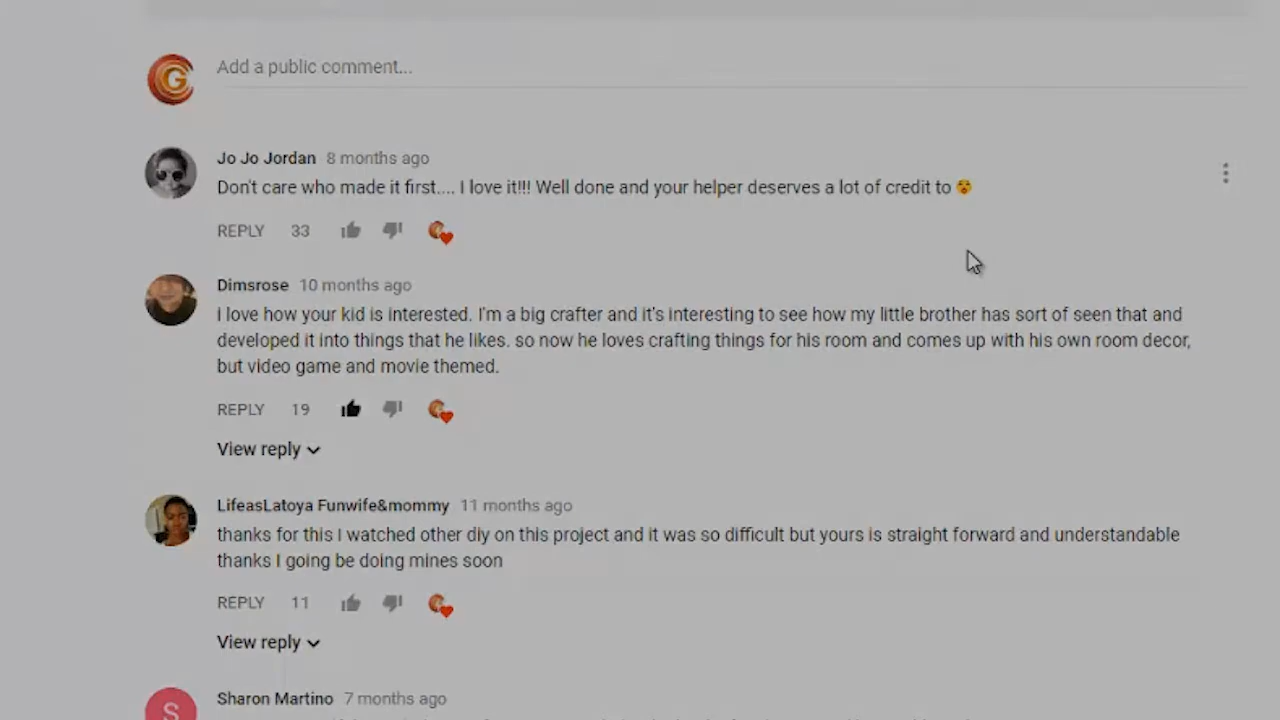 G
Add a public comment...
Jo Jo Jordan 8 months ago
Don't care who made it first.... I love it!!! Well done and your helper deserves a lot of credit to 😵
REPLY 33
Dimsrose 10 months ago
I love how your kid is interested. I'm a big crafter and it's interesting to see how my little brother has sort of seen that and
developed it into things that he likes. so now he loves crafting things for his room and comes up with his own room decor,
but video game and movie themed.
REPLY 19
View reply
LifeasLatoya Funwife&mommy 11 months ago
thanks for this I watched other diy on this project and it was so difficult but yours is straight forward and understandable
thanks I going be doing mines soon
REPLY 11
View reply
S
Sharon Martino 7 months ago